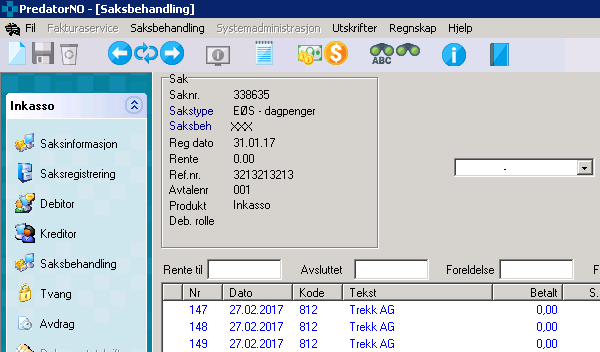 PredatorNO - [Saksbehandling]
Fil Fakturaservice Saksbehandling Systemadministrasjon Utskrifter Regnskap Hjelp
ABC
Inkasso
Saksinformasjon
Saksregistrering
Debitor
Kreditor
Saksbehandling
Tvang
Avdrag
Sak
Saknr. 338635
Sakstype EØS - dagpenger
Saksbeh XXX
Reg dato 31.01.17
Rente 0.00
Ref.nr. 3213213213
Avtalenr 001
Produkt Inkasso
Deb. rolle
-
Rente til Avsluttet Foreldelse F
Nr Dato Kode Tekst Betalt S.
147 27.02.2017 812 Trekk AG 0,00
148 27.02.2017 812 Trekk AG 0,00
149 27.02.2017 812 Trekk AG 0,00